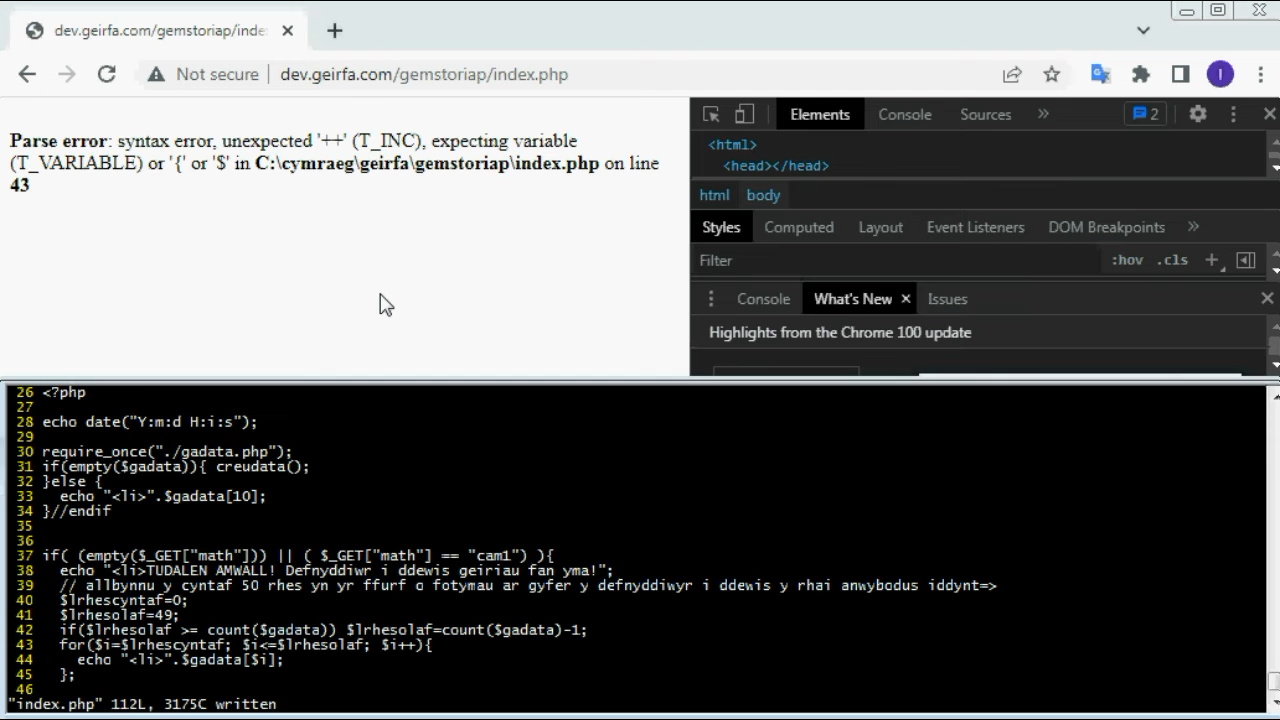 dev.geirfa.com/gemstoriap/inde
Not secure dev.geirfa.com/gemstoriap/index.php
Parse error: syntax error, unexpected '++' (T_INC), expecting variable
(T_VARIABLE) or '{' or '$' in C:\cymraeg\geirfa\gemstoriap\index.php on line
43
Elements Console Sources » 2
<html>
<head></head>
html body
Styles Computed Layout Event Listeners DOM Breakpoints »
Filter :hov .cls +
Console What's New × Issues
Highlights from the Chrome 100 update
26 <?php
27
28 echo date("Y:m:d H:i:s");
29
30 require_once("./gadata.php");
31 if(empty($gadata)){ creudata();
32 }else {
33   echo "<li>".$gadata[10];
34 }//endif
35
36
37 if( (empty($_GET["math"])) || ( $_GET["math"] == "cam1") ){
38   echo "<li>TUDALEN AMWALL! Defnyddiwr i ddewis geiriau fan yma!";
39   // allbynnu y cyntaf 50 rhes yn yr ffurf o fotymau ar gyfer y defnyddiwyr i ddewis y rhai anwybodus iddynt=>
40   $lrhescyntaf=0;
41   $lrhesolaf=49;
42   if($lrhesolaf >= count($gadata)) $lrhesolaf=count($gadata)-1;
43   for($i=$lrhescyntaf; $i<=$lrhesolaf; $i++){
44     echo "<li>".$gadata[$i];
45   };
46
"index.php" 112L, 3175C written